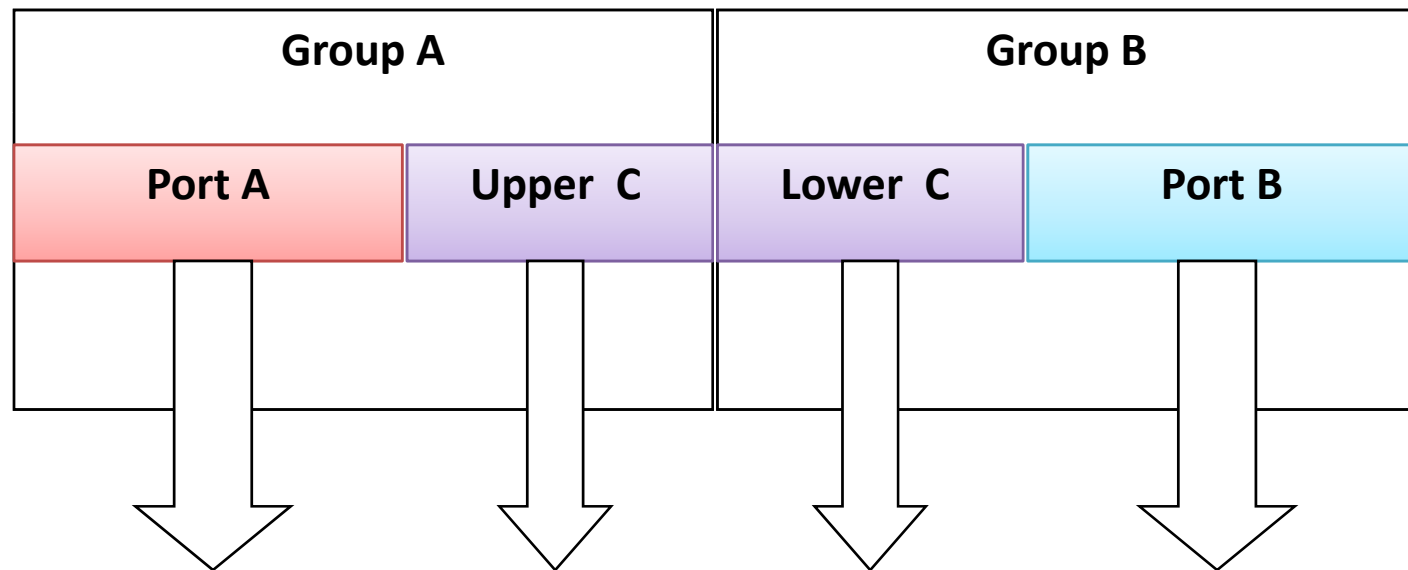 Group A
Group B
Port A
Upper C
Lower C
Port B